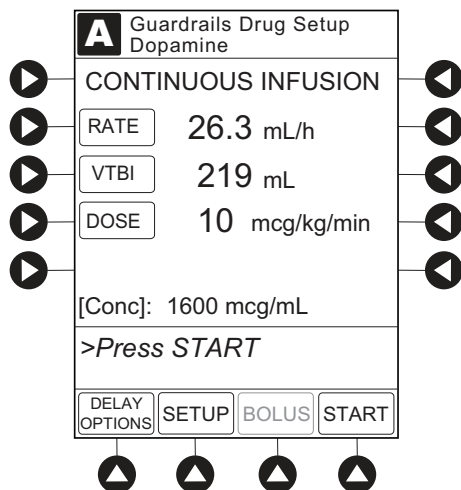 A Guardrails Drug Setup
Dopamine
CONTINUOUS INFUSION
RATE 26.3 mL/h
VTBI 219 mL
DOSE 10 mcg/kg/min
[Conc]: 1600 mcg/mL
>Press START
DELAY
OPTIONS SETUP BOLUS START